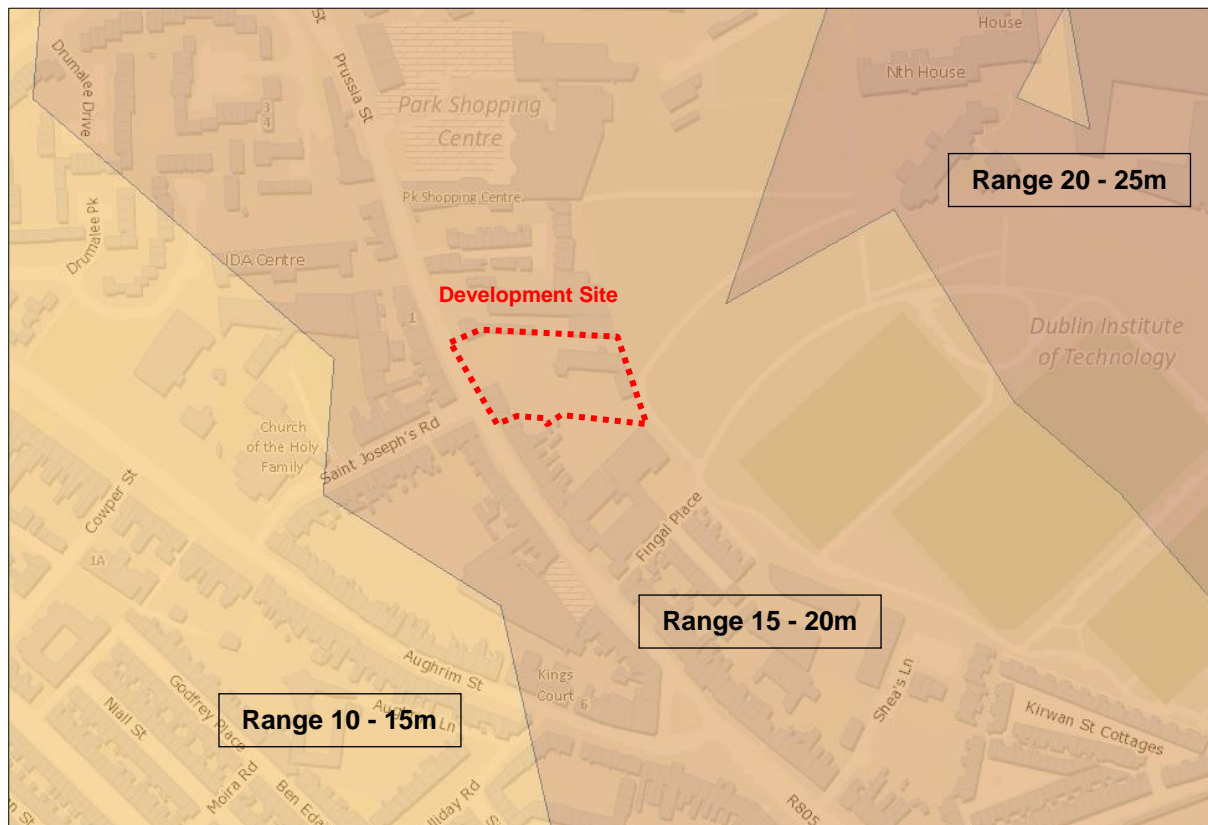 St
House
Drumalee Drive
Prussia St
Nth House
3
4
Park Shopping
Centre
Range 20 - 25m
Pk Shopping Centre
Drumalee Pk
IDA Centre
Development Site
1
Dublin Institute
of Technology
Church
of the Holy
Family
Saint Joseph's Rd
Cowper St
1A
Fingal Place
Range 15 - 20m
Aughrim St
Kings
Court
6
Shea's Ln
Godfrey Place
Niall St
Range 10 - 15m
Ln
Kirwan St Cottages
Moira Rd
Ben
R805
St